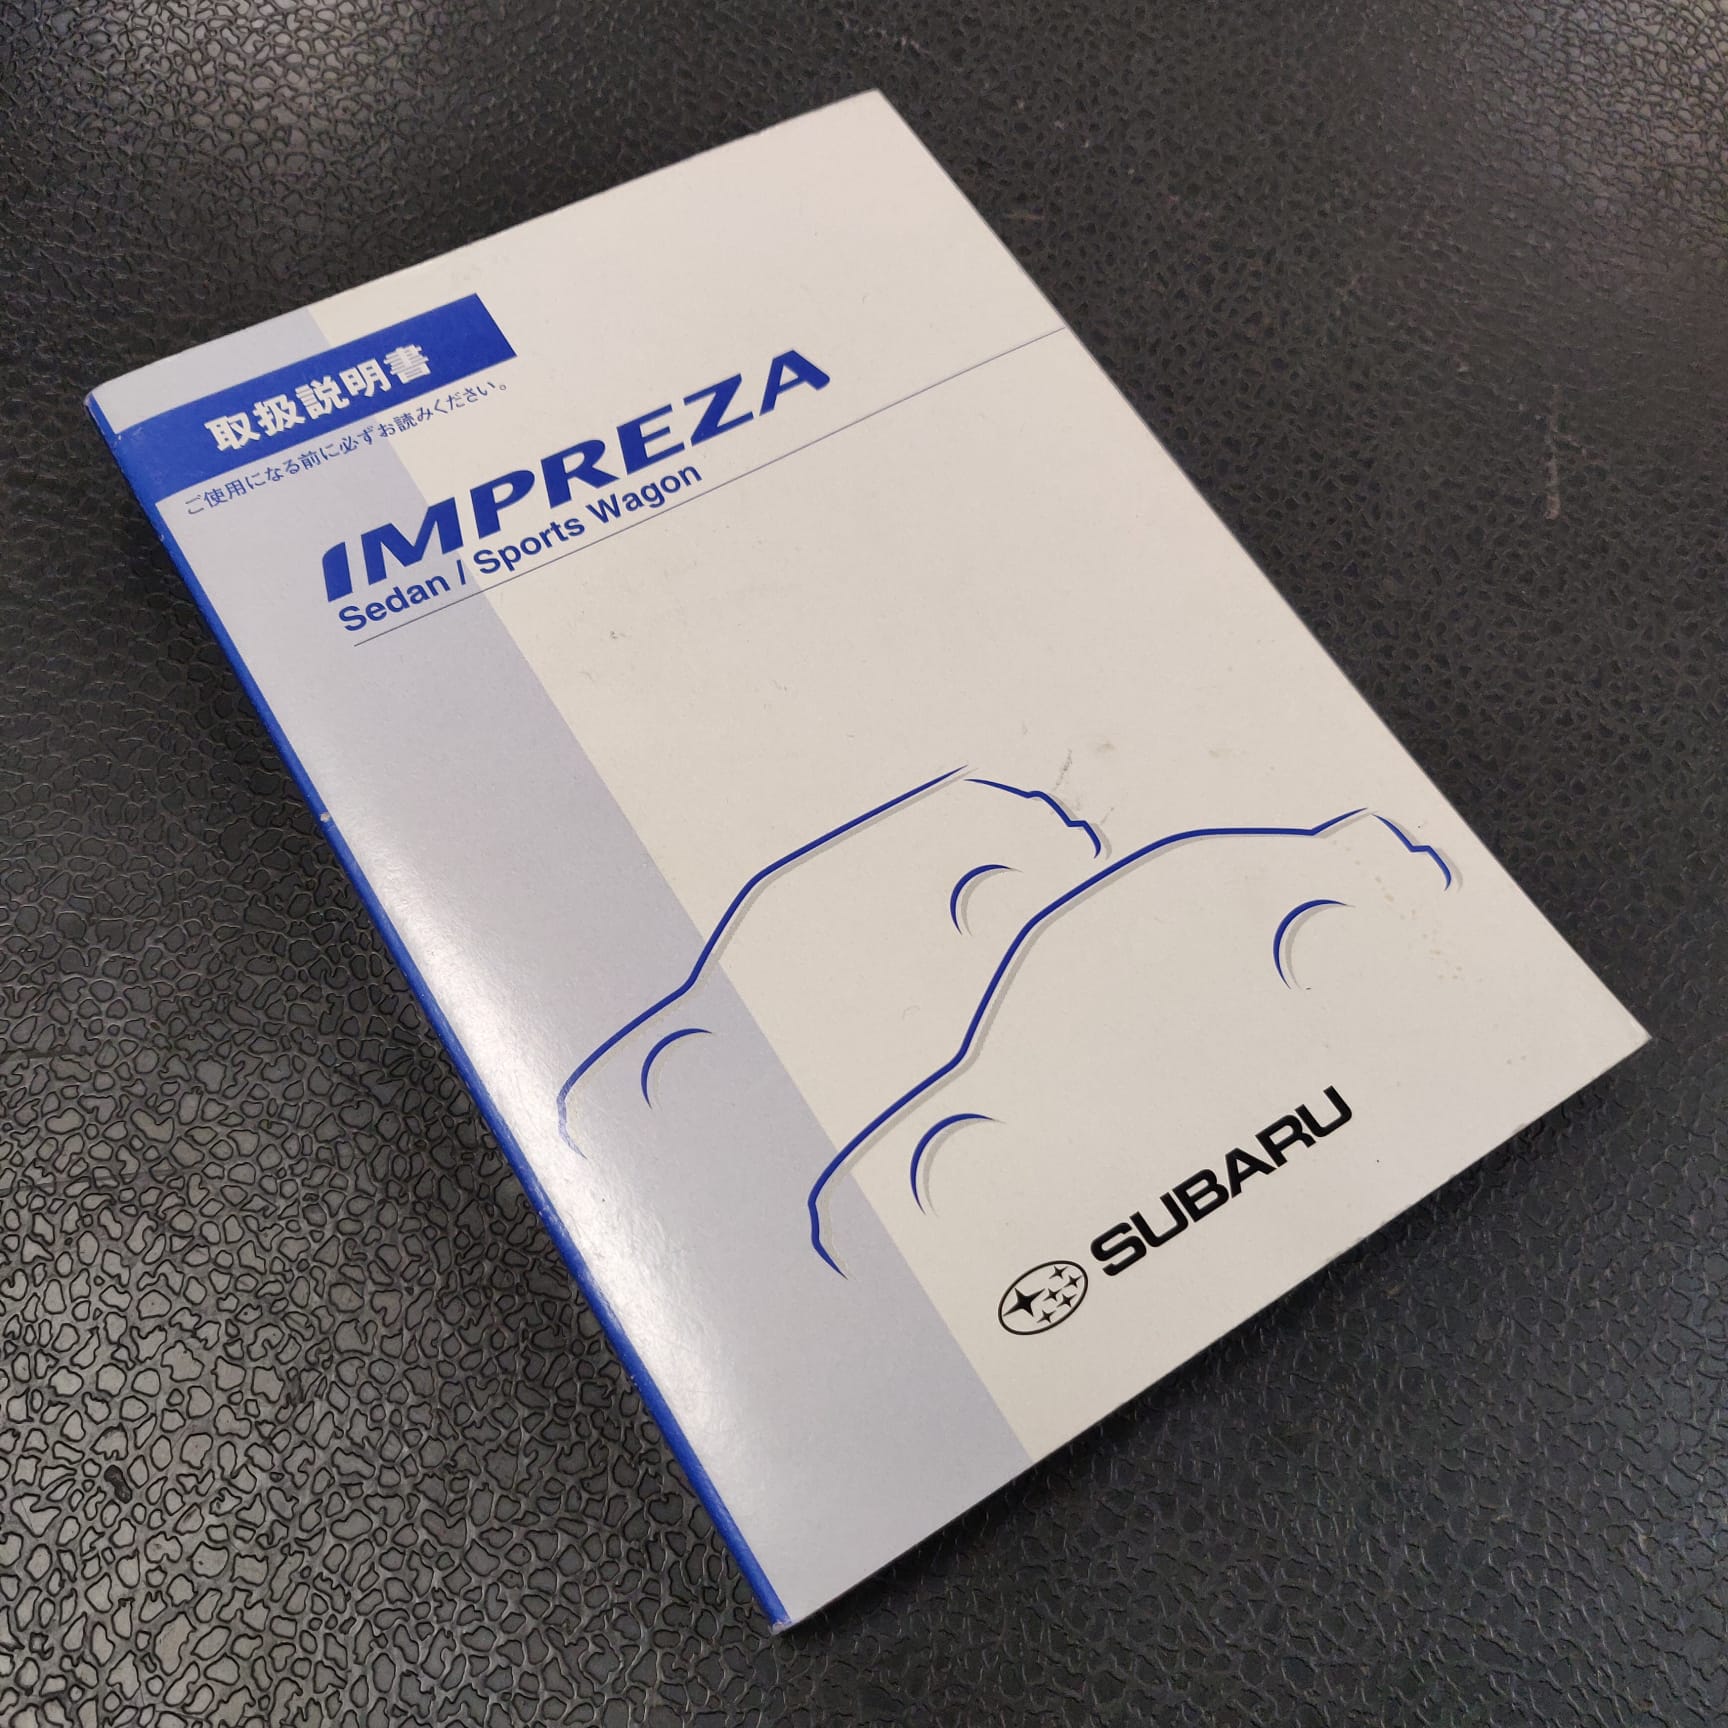 取扱説明書
ご使用になる前に必ずお読みください。
IMPREZA
Sedan / Sports Wagon
SUBARU